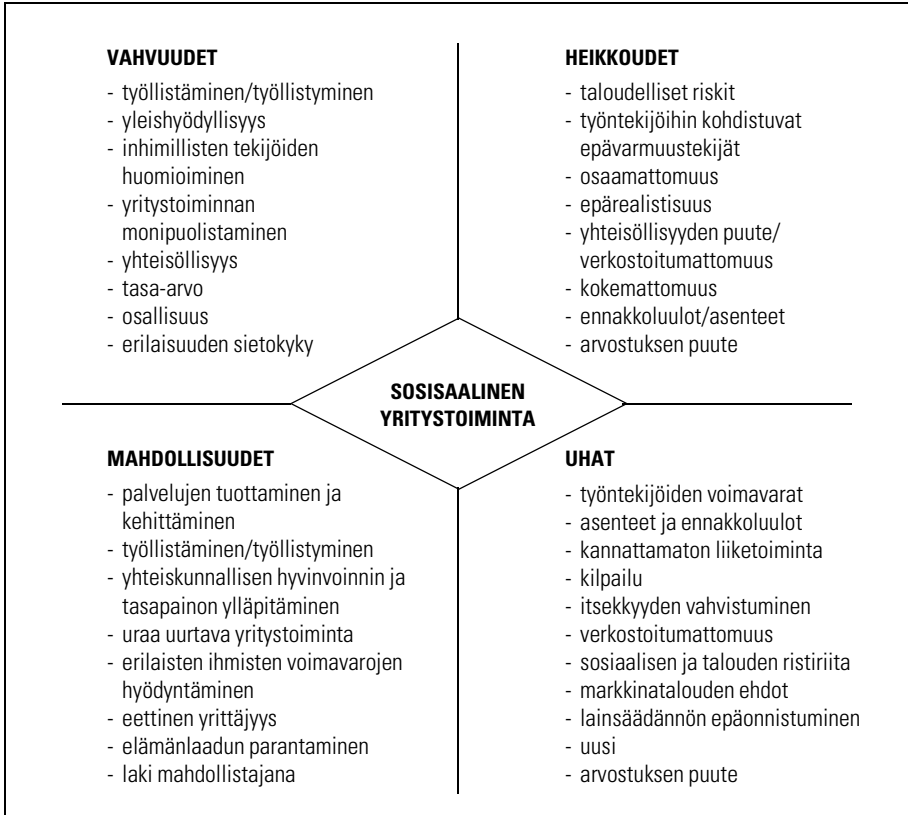 VAHVUUDET
- työllistäminen/työllistyminen
- yleishyödyllisyys
- inhimillisten tekijöiden
huomioiminen
- yritystoiminnan
monipuolistaminen
- yhteisöllisyys
- tasa-arvo
- osallisuus
- erilaisuuden sietokyky
HEIKKOUDET
- taloudelliset riskit
- työntekijöihin kohdistuvat
epävarmuustekijät
- osaamattomuus
- epärealistisuus
- yhteisöllisyyden puute/
verkostoitumattomuus
- kokemattomuus
- ennakkoluulot/asenteet
- arvostuksen puute
SOSISAALINEN
YRITYSTOIMINTA
MAHDOLLISUUDET
- palvelujen tuottaminen ja
kehittäminen
- työllistäminen/työllistyminen
- yhteiskunnallisen hyvinvoinnin ja
tasapainon ylläpitäminen
- uraa uurtava yritystoiminta
- erilaisten ihmisten voimavarojen
hyödyntäminen
- eettinen yrittäjyys
- elämänlaadun parantaminen
- laki mahdollistajana
UHAT
- työntekijöiden voimavarat
- asenteet ja ennakkoluulot
- kannattamaton liiketoiminta
- kilpailu
- itsekkyyden vahvistuminen
- verkostoitumattomuus
- sosiaalisen ja talouden ristiriita
- markkinatalouden ehdot
- lainsäädännön epäonnistuminen
- uusi
- arvostuksen puute